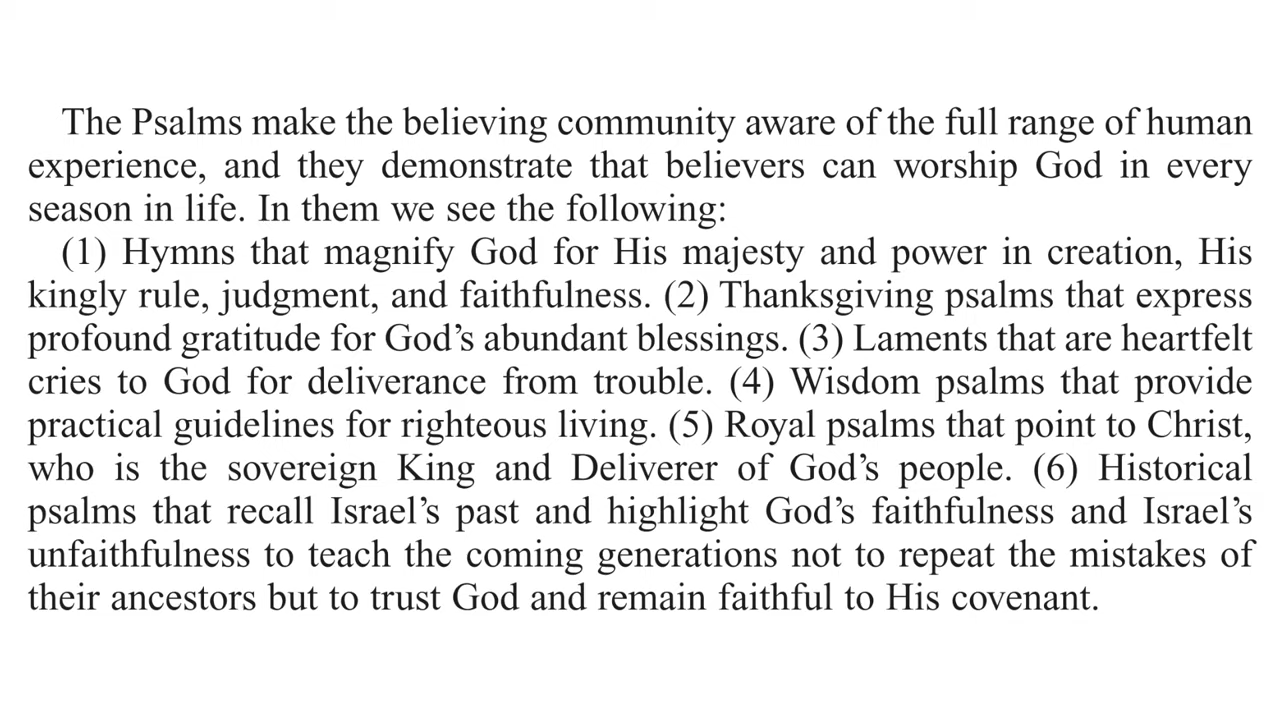 The Psalms make the believing community aware of the full range of human
experience, and they demonstrate that believers can worship God in every
season in life. In them we see the following:
(1) Hymns that magnify God for His majesty and power in creation, His
kingly rule, judgment, and faithfulness. (2) Thanksgiving psalms that express
profound gratitude for God’s abundant blessings. (3) Laments that are heartfelt
cries to God for deliverance from trouble. (4) Wisdom psalms that provide
practical guidelines for righteous living. (5) Royal psalms that point to Christ,
who is the sovereign King and Deliverer of God’s people. (6) Historical
psalms that recall Israel’s past and highlight God’s faithfulness and Israel’s
unfaithfulness to teach the coming generations not to repeat the mistakes of
their ancestors but to trust God and remain faithful to His covenant.